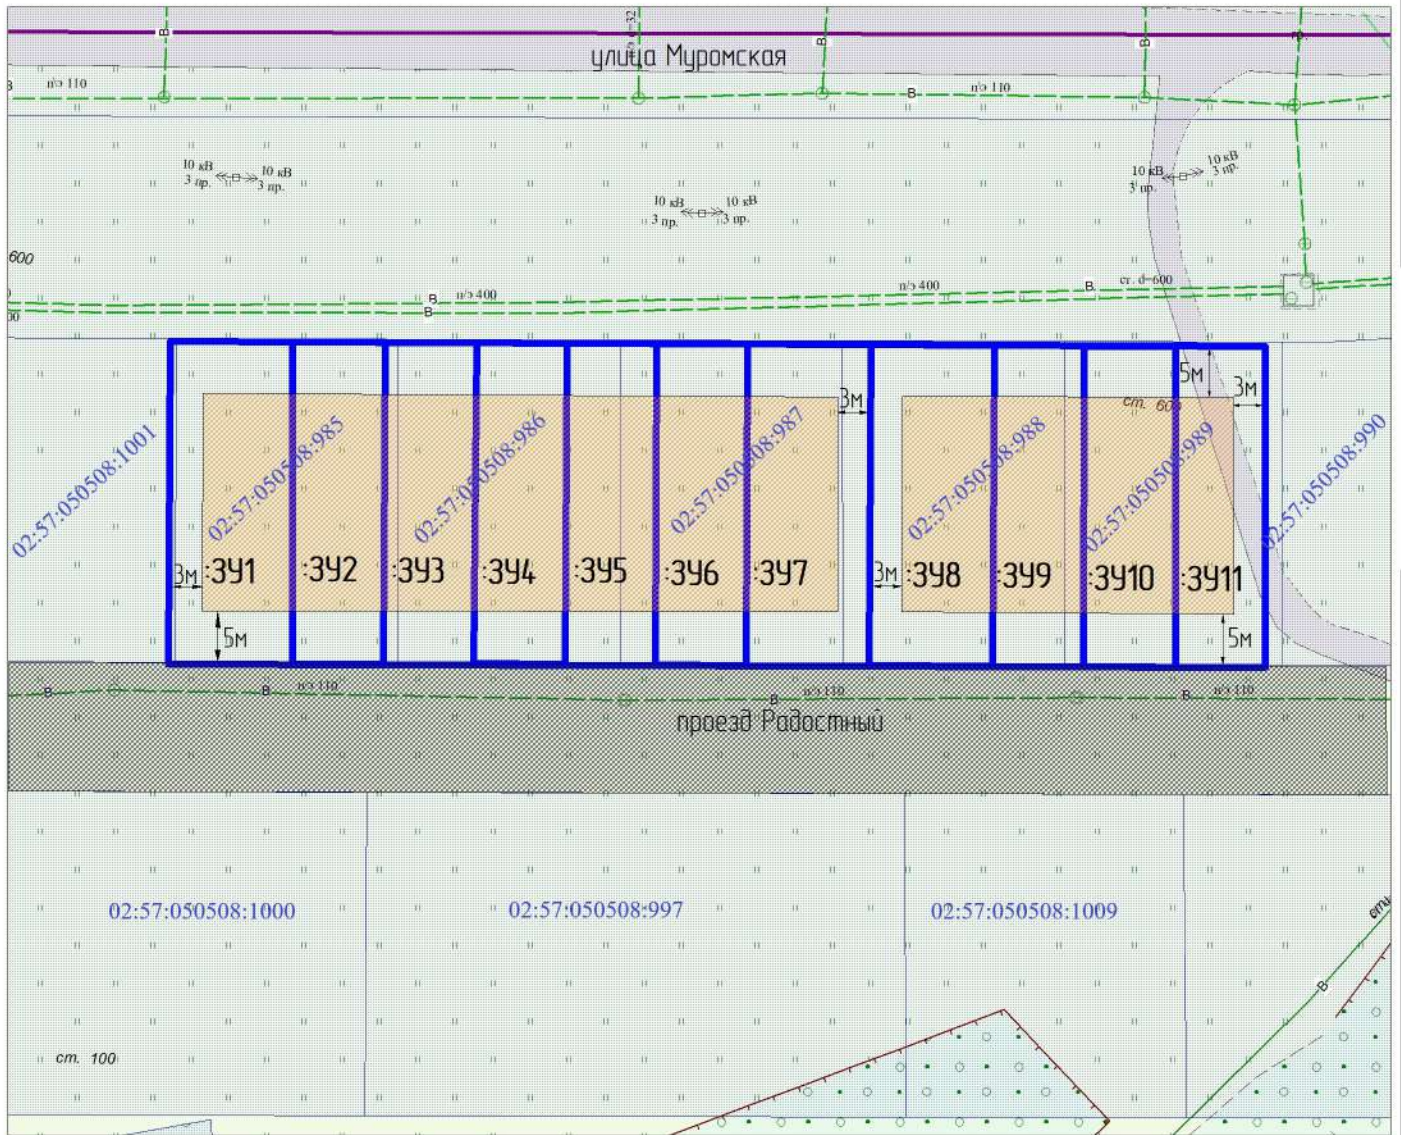 d=32
В
В
В
улица Муромская
В
п/э 110
В
п/э 110
10 кВ
3 пр.
10 кВ
3 пр.
10 кВ
3 пр.
10 кВ
3 пр.
10 кВ
3 пр.
10 кВ
3 пр.
600
00
В
В
п/э 400
п/э 400
В
ст. d=600
5м
3м
3м
ст. 600
02:57:050508:1001
02:57:050508:985
02:57:050508:986
02:57:050508:987
02:57:050508:988
02:57:050508:989
02:57:050508:990
3м
:ЗУ1
:ЗУ2
:ЗУ3
:ЗУ4
:ЗУ5
:ЗУ6
:ЗУ7
3м
:ЗУ8
:ЗУ9
:ЗУ10
:ЗУ11
5м
5м
В
В
п/э 110
В
п/э 110
В
п/э 110
проезд Радостный
02:57:050508:1000
02:57:050508:997
02:57:050508:1009
В
ст. 100